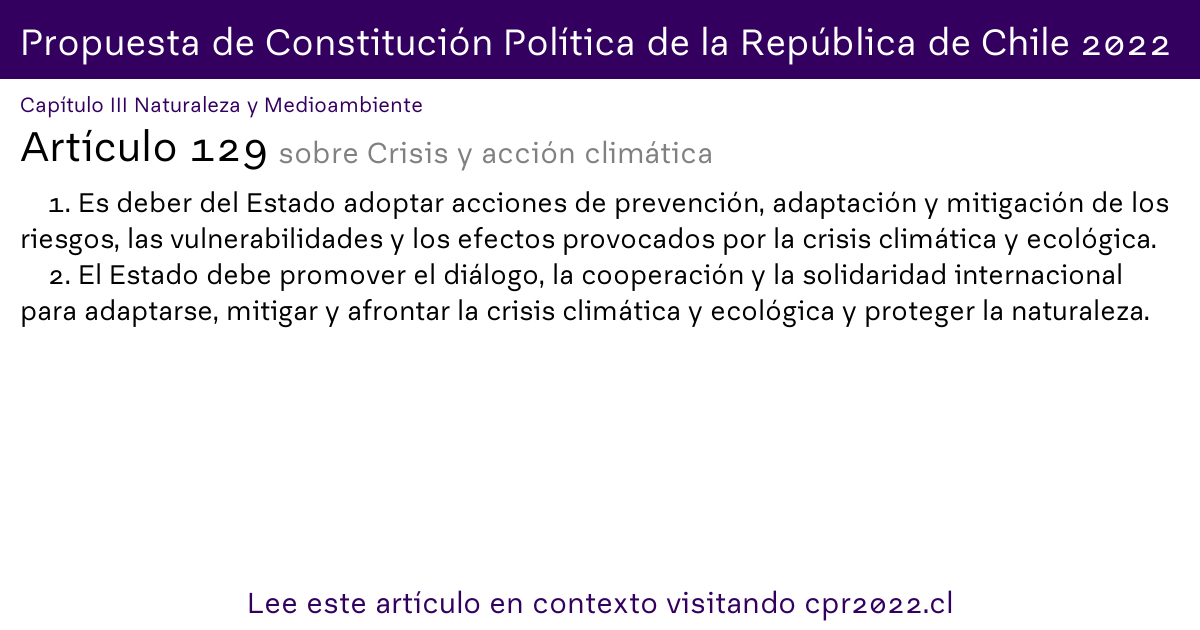 Propuesta de Constitución Política de la República de Chile 2022
Capítulo III Naturaleza y Medioambiente
Artículo 129 sobre Crisis y acción climática
1. Es deber del Estado adoptar acciones de prevención, adaptación y mitigación de los
riesgos, las vulnerabilidades y los efectos provocados por la crisis climática y ecológica.
2. El Estado debe promover el diálogo, la cooperación y la solidaridad internacional
para adaptarse, mitigar y afrontar la crisis climática y ecológica y proteger la naturaleza.
Lee este artículo en contexto visitando cpr2022.cl